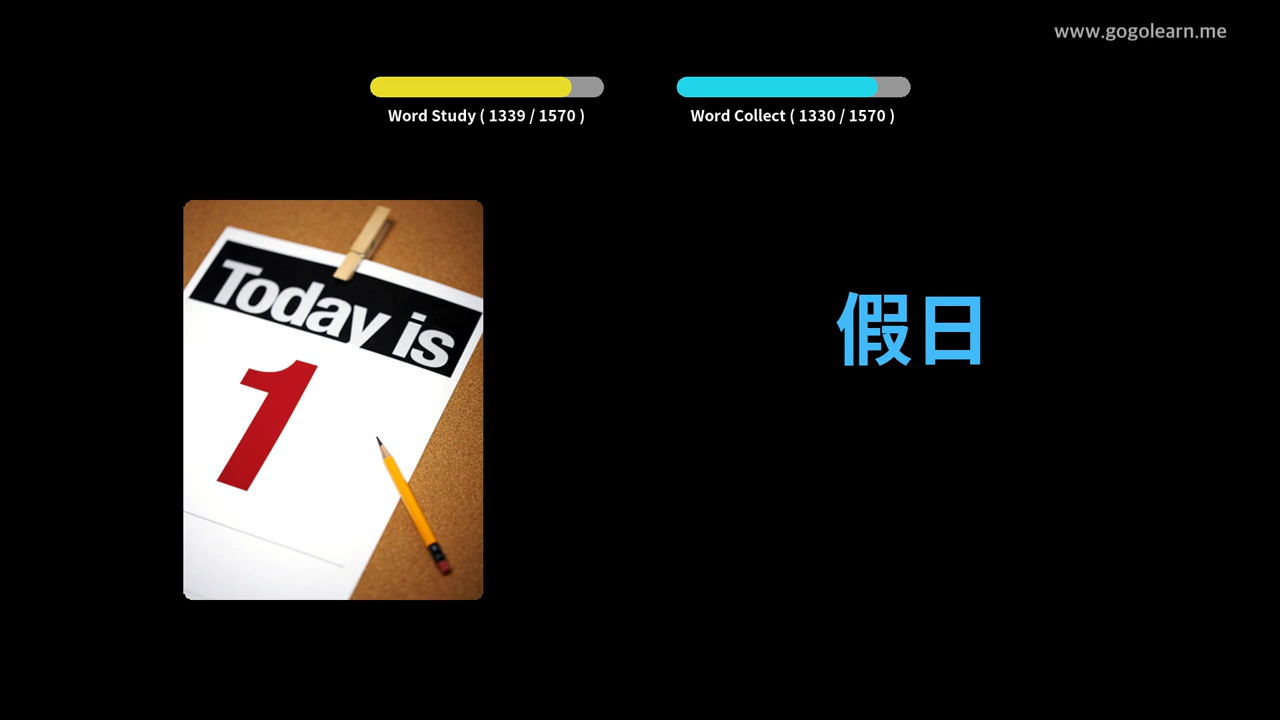 www.gogolearn.me
Word Study ( 1339 / 1570 )
Word Collect ( 1330 / 1570 )
Today is
1
假日